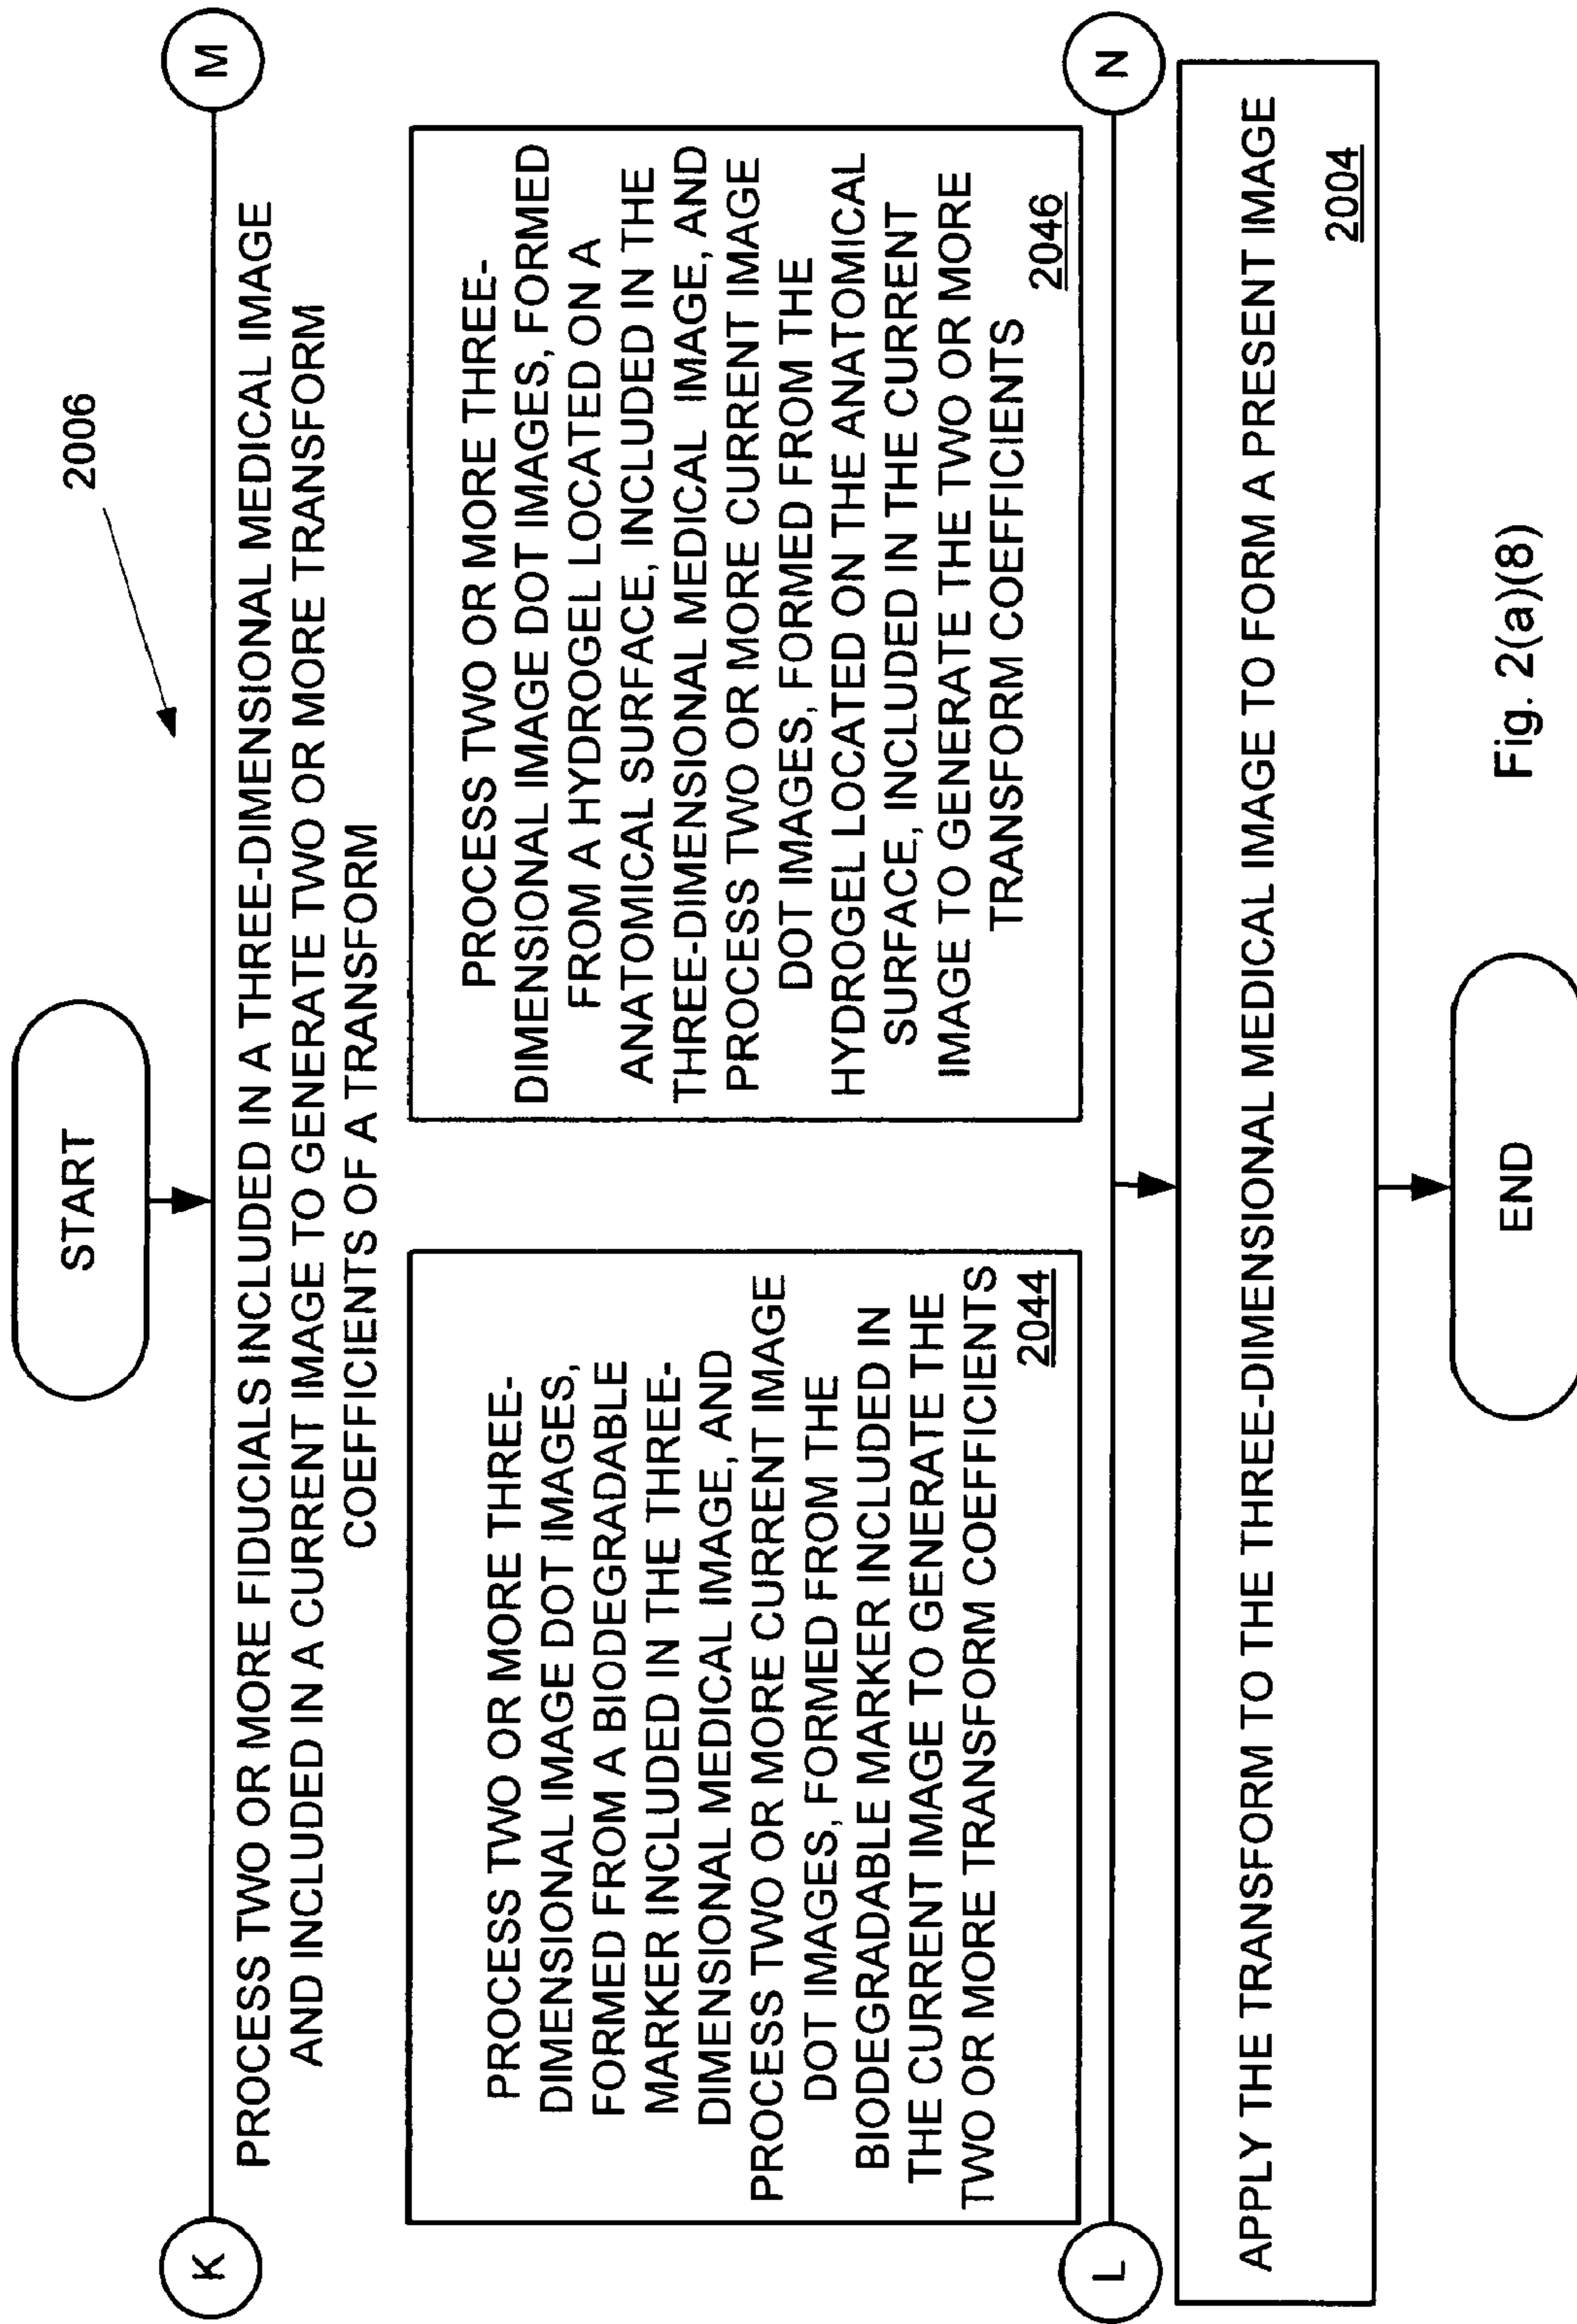 START
2006
K
M
PROCESS TWO OR MORE FIDUCIALS INCLUDED IN A THREE-DIMENSIONAL MEDICAL IMAGE
AND INCLUDED IN A CURRENT IMAGE TO GENERATE TWO OR MORE TRANSFORM
COEFFICIENTS OF A TRANSFORM
PROCESS TWO OR MORE THREE-
DIMENSIONAL IMAGE DOT IMAGES,
FORMED FROM A BIODEGRADABLE
MARKER INCLUDED IN THE THREE-
DIMENSIONAL MEDICAL IMAGE, AND
PROCESS TWO OR MORE CURRENT IMAGE
DOT IMAGES, FORMED FROM THE
BIODEGRADABLE MARKER INCLUDED IN
THE CURRENT IMAGE TO GENERATE THE
TWO OR MORE TRANSFORM COEFFICIENTS
2044
PROCESS TWO OR MORE THREE-
DIMENSIONAL IMAGE DOT IMAGES, FORMED
FROM A HYDROGEL LOCATED ON A
ANATOMICAL SURFACE, INCLUDED IN THE
THREE-DIMENSIONAL MEDICAL IMAGE, AND
PROCESS TWO OR MORE CURRENT IMAGE
DOT IMAGES, FORMED FROM THE
HYDROGEL LOCATED ON THE ANATOMICAL
SURFACE, INCLUDED IN THE CURRENT
IMAGE TO GENERATE THE TWO OR MORE
TRANSFORM COEFFICIENTS
2046
L
N
APPLY THE TRANSFORM TO THE THREE-DIMENSIONAL MEDICAL IMAGE TO FORM A PRESENT IMAGE
2004
END
Fig. 2(a)(8)